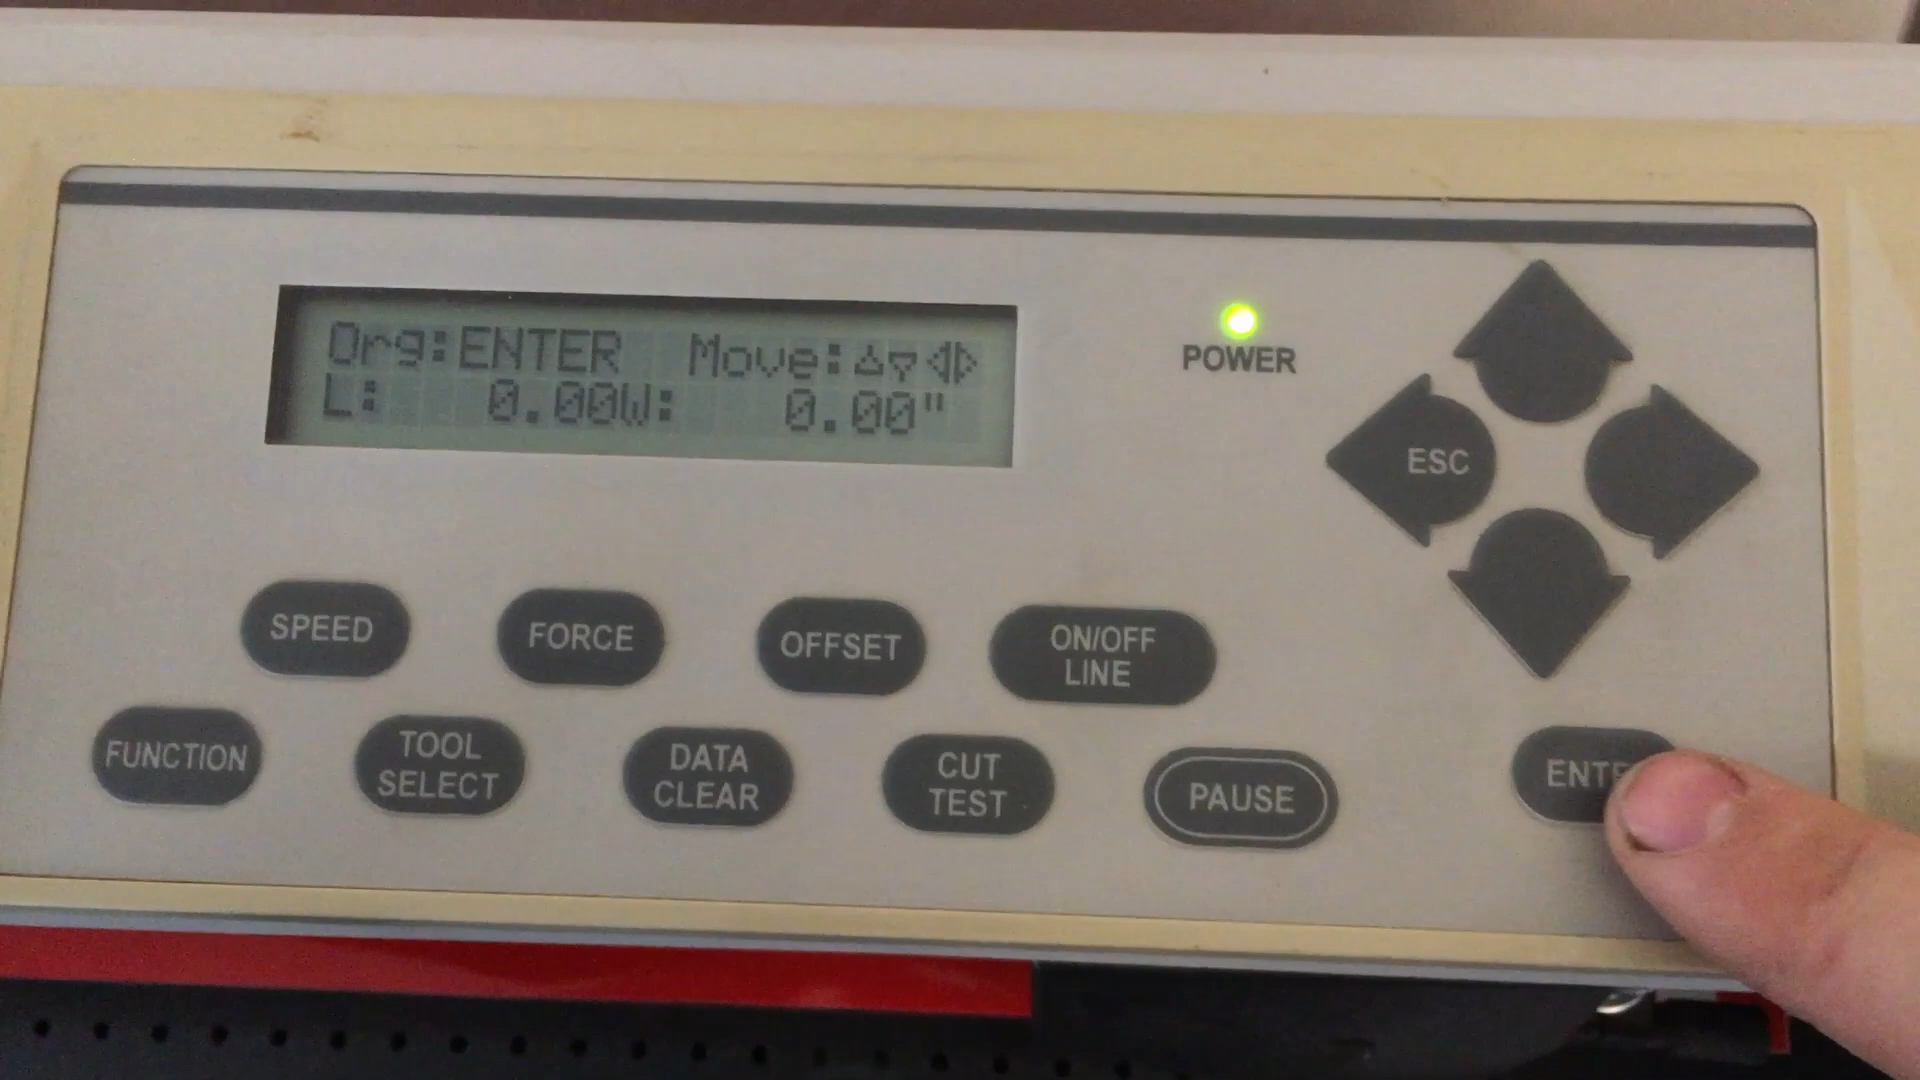 Org:ENTER Move:△▽◁▷
L: 0.00W: 0.00"
POWER
ESC
SPEED
FORCE
OFFSET
ON/OFF
LINE
FUNCTION
TOOL
SELECT
DATA
CLEAR
CUT
TEST
PAUSE
ENTE